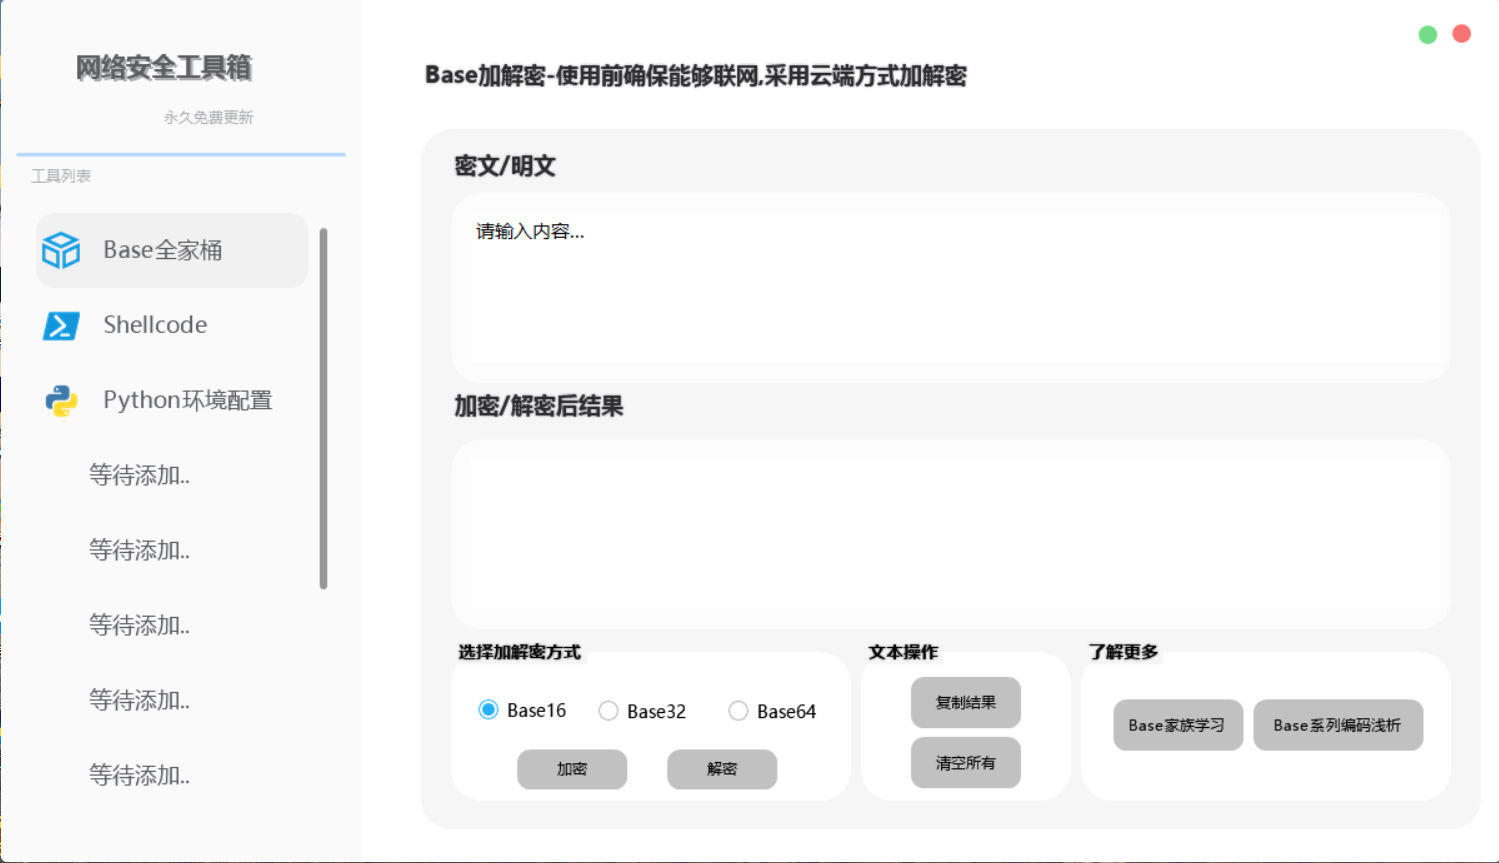 网络安全工具箱
永久免费更新
工具列表
Base全家桶
Shellcode
Python环境配置
等待添加..
等待添加..
等待添加..
等待添加..
等待添加..
Base加解密-使用前确保能够联网,采用云端方式加解密
密文/明文
请输入内容...
加密/解密后结果
选择加解密方式
Base16
Base32
Base64
加密
解密
文本操作
复制结果
清空所有
了解更多
Base家族学习
Base系列编码浅析